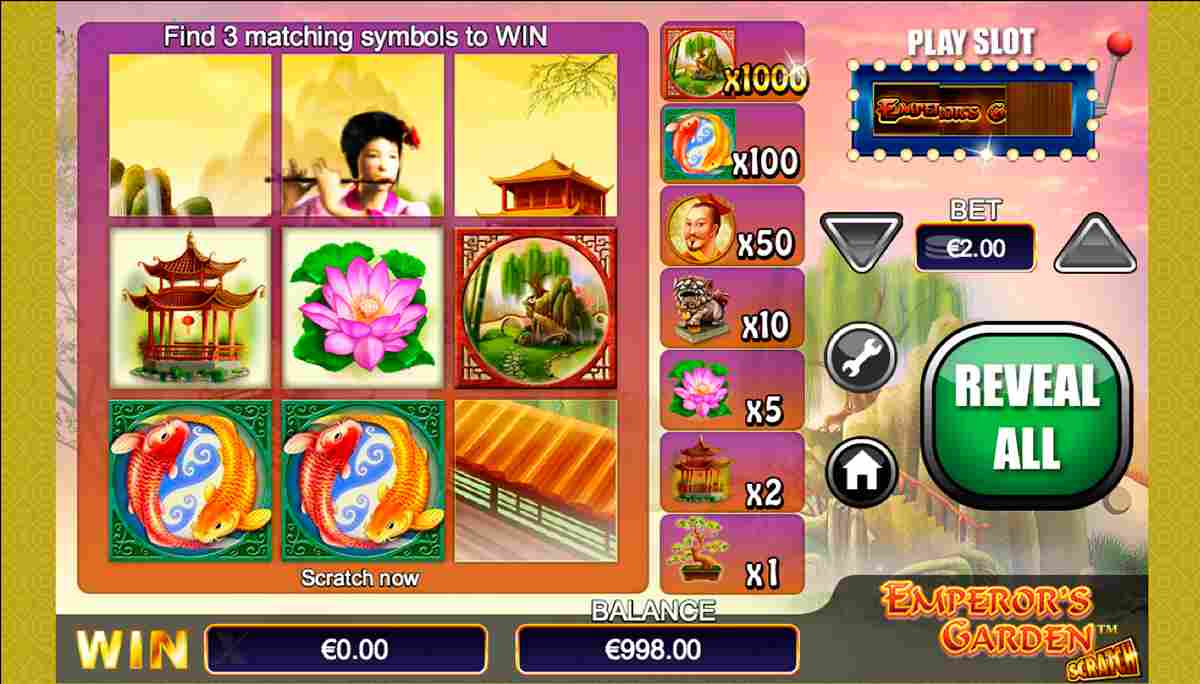 Find 3 matching symbols to WIN
x1000
x100
x50
x10
x5
x2
x1
PLAY SLOT
EMPEROR'S G
BET
€2.00
REVEAL
ALL
Scratch now
WIN
€0.00
BALANCE
€998.00
EMPEROR'S
GARDEN™
SCRATCH